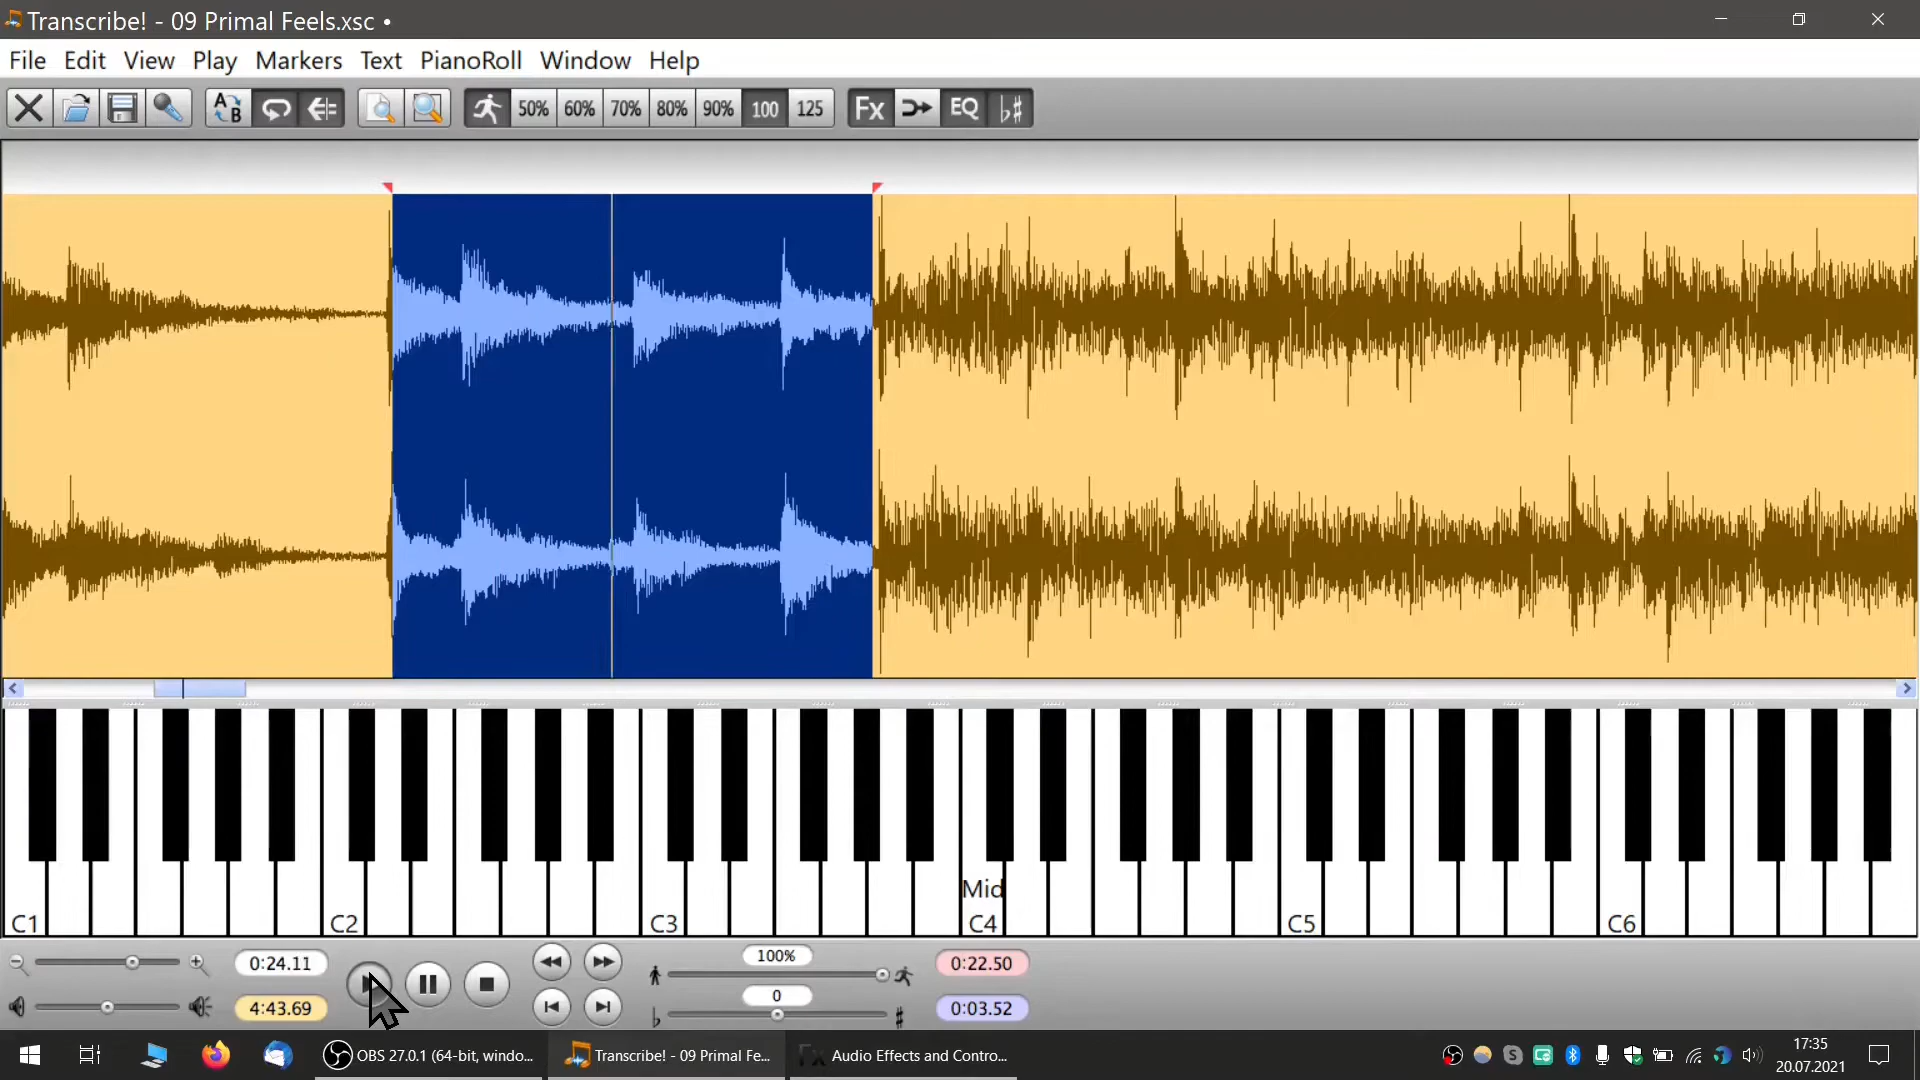 Transcribe! - 09 Primal Feels.xsc •
File Edit View Play Markers Text PianoRoll Window Help
A B 50% 60% 70% 80% 90% 100 125 Fx EQ ♭♯
Mid
C1 C2 C3 C4 C5 C6
0:24.11 100% 0:22.50
4:43.69 0 0:03.52
♭ ♯
OBS 27.0.1 (64-bit, windo... Transcribe! - 09 Primal Fe... Fx Audio Effects and Contro...
17:35
20.07.2021